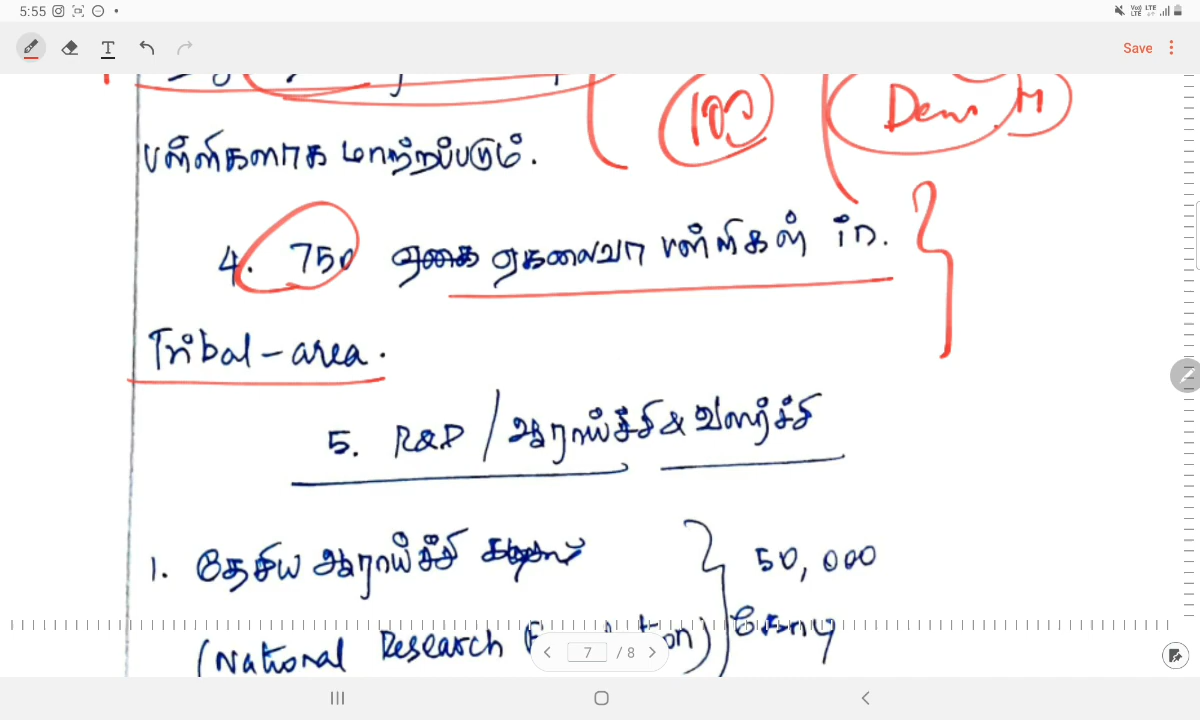 5:55
Save
100
Dem. M
பள்ளிகளாக மாற்றப்படும்.
4. 750 ஏகலைவா பள்ளிகள் in.
Tribal-area.
5. R&D / ஆராய்ச்சி & வளர்ச்சி
1. தேசிய ஆராய்ச்சி
50,000
கோடி
(National Research
7 / 8